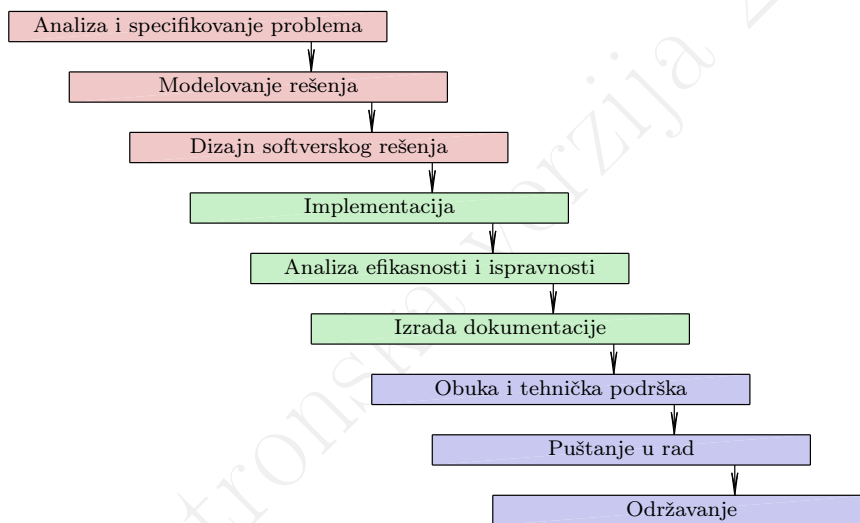 Analiza i specifikovanje problema
Modelovanje rešenja
Dizajn softverskog rešenja
Implementacija
Analiza efikasnosti i ispravnosti
Izrada dokumentacije
Obuka i tehnička podrška
Puštanje u rad
Održavanje
verzija